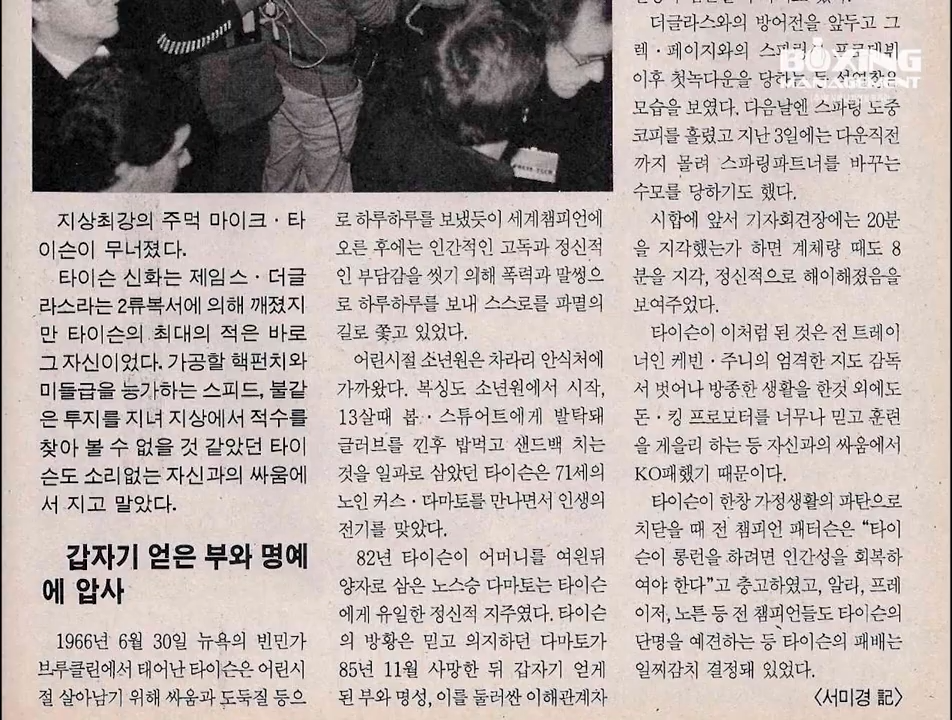 지상최강의 주먹 마이크·타
이슨이 무너졌다.
타이슨 신화는 제임스·더글
라스라는 2류복서에 의해 깨졌지
만 타이슨의 최대의 적은 바로
그 자신이었다. 가공할 핵펀치와
미들급을 능가하는 스피드, 불같
은 투지를 지녀 지상에서 적수를
찾아 볼 수 없을 것 같았던 타이
슨도 소리없는 자신과의 싸움에
서 지고 말았다.
갑자기 얻은 부와 명예
에 압사
1966년 6월 30일 뉴욕의 빈민가
브루클린에서 태어난 타이슨은 어린시
절 살아남기 위해 싸움과 도둑질 등으
로 하루하루를 보냈듯이 세계챔피언에
오른 후에는 인간적인 고독과 정신적
인 부담감을 씻기 의해 폭력과 말썽으
로 하루하루를 보내 스스로를 파멸의
길로 쫓고 있었다.
어린시절 소년원은 차라리 안식처에
가까왔다. 복싱도 소년원에서 시작,
13살때 봅·스튜어트에게 발탁돼
글러브를 낀후 밥먹고 샌드백 치는
것을 일과로 삼았던 타이슨은 71세의
노인 커스·다마토를 만나면서 인생의
전기를 맞았다.
82년 타이슨이 어머니를 여읜뒤
양자로 삼은 노스승 다마토는 타이슨
에게 유일한 정신적 지주였다. 타이슨
의 방황은 믿고 의지하던 다마토가
85년 11월 사망한 뒤 갑자기 얻게
된 부와 명성, 이를 둘러싼 이해관계차
더글라스와의 방어전을 앞두고 그
렉·페이지와의 스파링
이후 첫녹다운을 당하는 등
모습을 보였다. 다음날엔 스파링 도중
코피를 흘렸고 지난 3일에는 다운직전
까지 몰려 스파링파트너를 바꾸는
수모를 당하기도 했다.
시합에 앞서 기자회견장에는 20분
을 지각했는가 하면 계체량 때도 8
분을 지각, 정신적으로 해이해졌음을
보여주었다.
타이슨이 이처럼 된 것은 전 트레이
너인 케빈·주니의 엄격한 지도 감독
서 벗어나 방종한 생활을 한것 외에도
돈·킹 프로모터를 너무나 믿고 훈련
을 게을리 하는 등 자신과의 싸움에서
KO패했기 때문이다.
타이슨이 한창 가정생활의 파탄으로
치닫을 때 전 챔피언 패터슨은 “타이
슨이 롱런을 하려면 인간성을 회복하
여야 한다”고 충고하였고, 알리, 프레
이저, 노튼 등 전 챔피언들도 타이슨의
단명을 예견하는 등 타이슨의 패배는
일찌감치 결정돼 있었다.
〈서미경 記〉
BOXING
MANAGEMENT